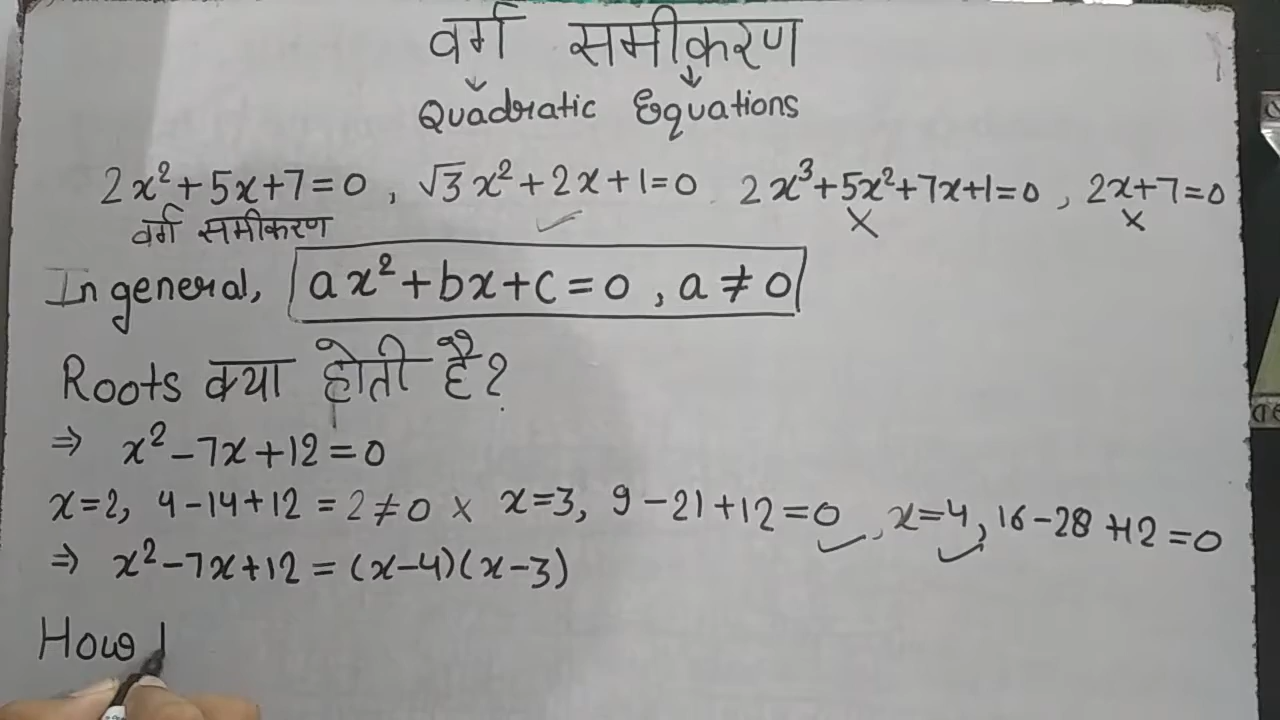 वर्ग समीकरण
Quadratic Equations
2x²+5x+7=0, √3x²+2x+1=0 2x³+5x²+7x+1=0, 2x+7=0
वर्ग समीकरण ✓ × ×
In general, ax²+bx+c=0, a≠0
Roots क्या होती है?
⇒ x²-7x+12=0
x=2, 4-14+12=2≠0 × x=3, 9-21+12=0, x=4, 16-28+12=0
⇒ x²-7x+12=(x-4)(x-3)
How